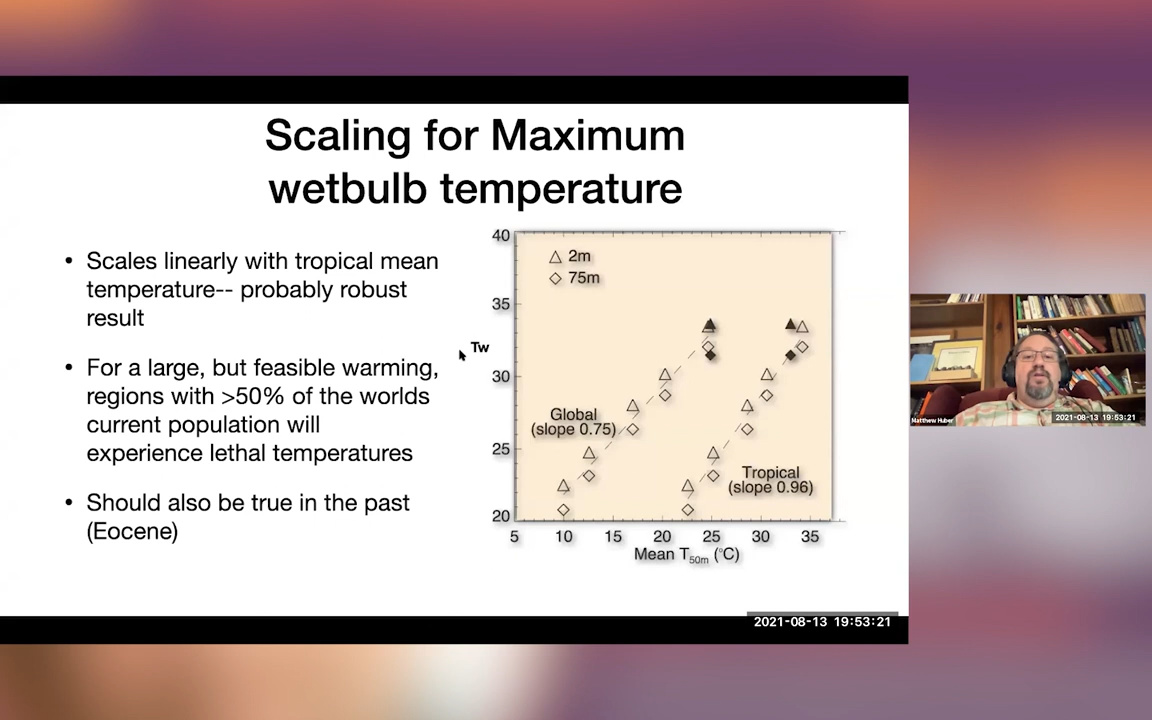 Scaling for Maximum
wetbulb temperature
• Scales linearly with tropical mean
temperature-- probably robust
result
• For a large, but feasible warming,
regions with >50% of the worlds
current population will
experience lethal temperatures
• Should also be true in the past
(Eocene)
40
35
30
25
20
Tw
△ 2m
◇ 75m
Global
(slope 0.75)
Tropical
(slope 0.96)
5 10 15 20 25 30 35
Mean T50m (°C)
2021-08-13 19:53:21
Matthew Huber
2021-08-13 19:53:21